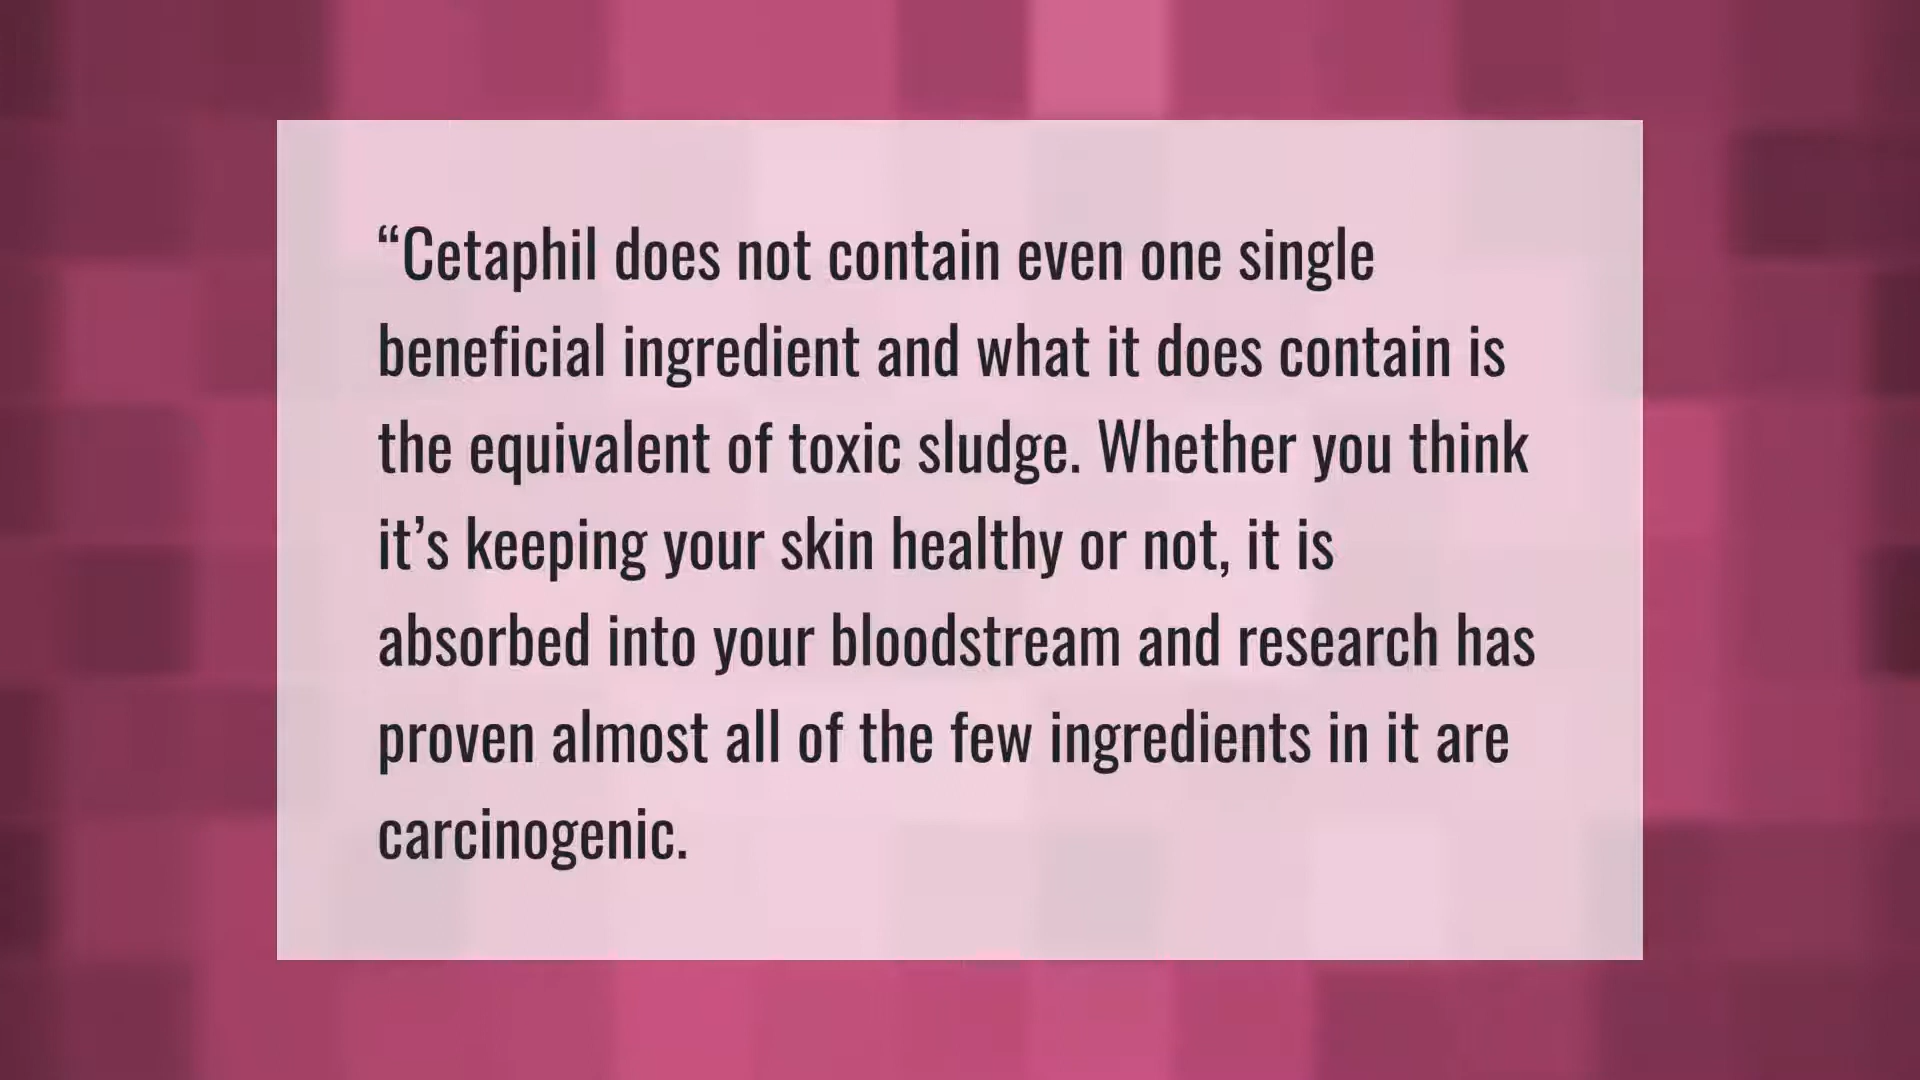 “Cetaphil does not contain even one single
beneficial ingredient and what it does contain is
the equivalent of toxic sludge. Whether you think
it’s keeping your skin healthy or not, it is
absorbed into your bloodstream and research has
proven almost all of the few ingredients in it are
carcinogenic.